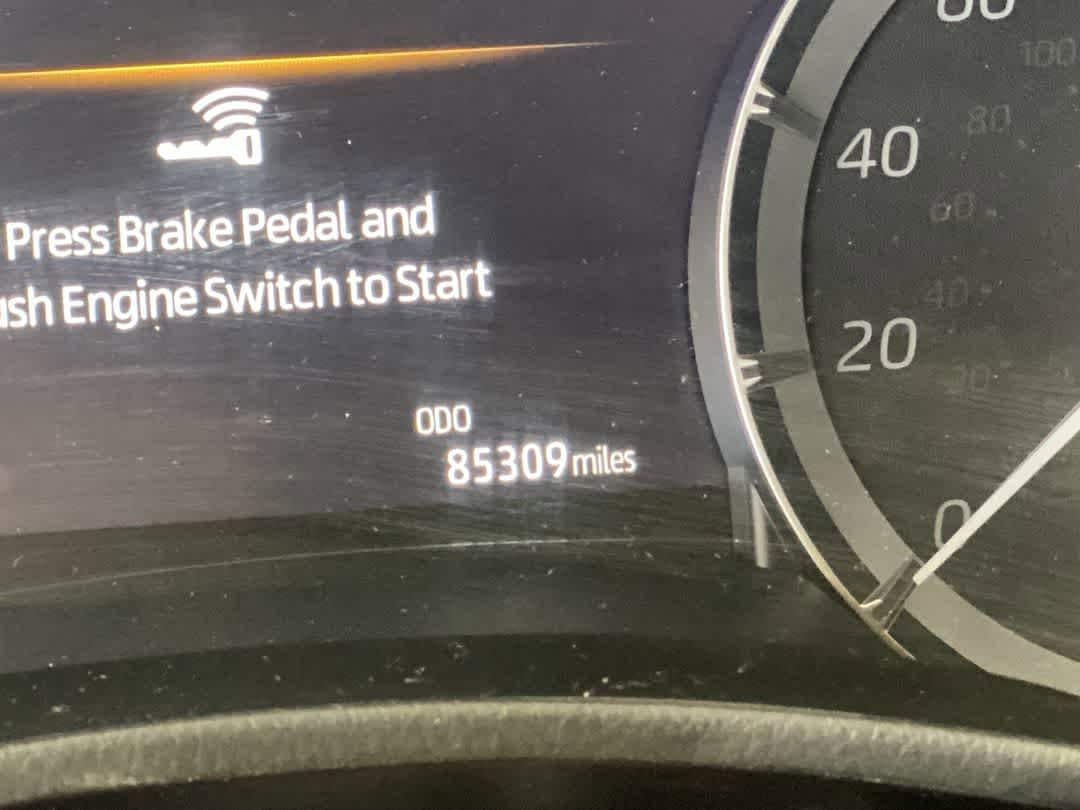 Press Brake Pedal and
ush Engine Switch to Start
ODO
85309 miles
60
100
40
80
60
20
40
0